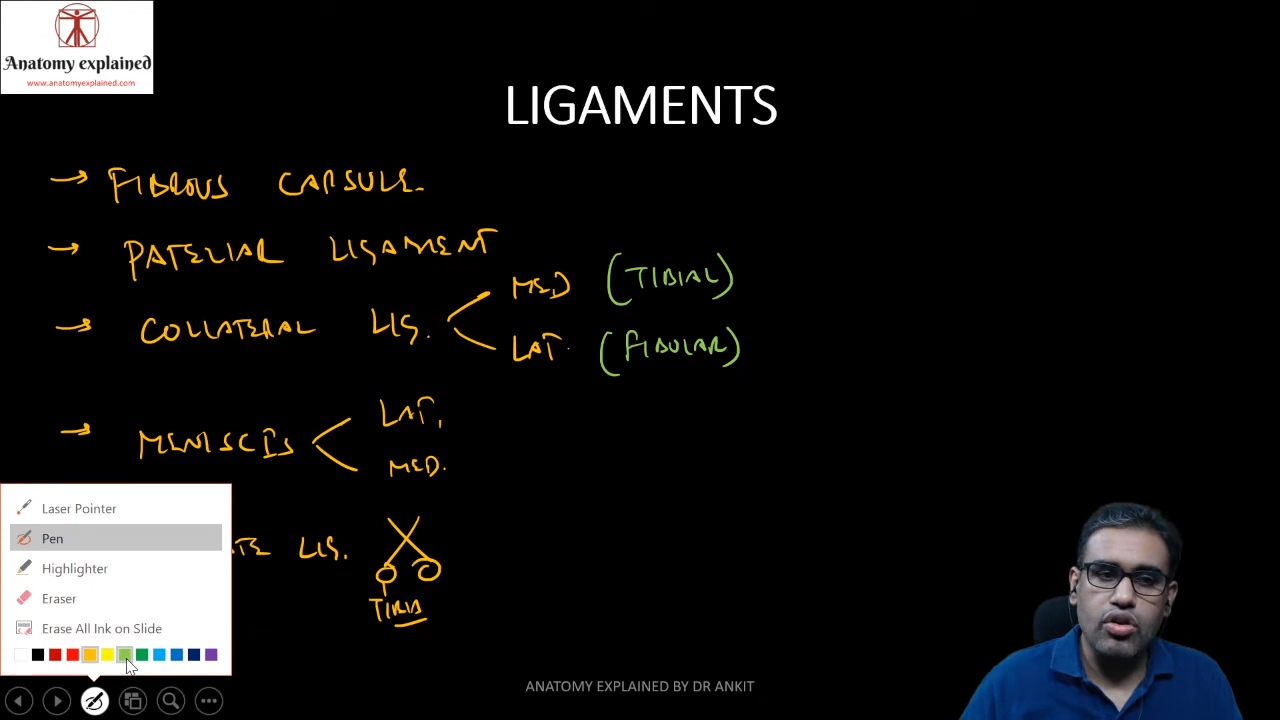 Anatomy explained
www.anatomyexplained.com
LIGAMENTS
→ FIBROUS CAPSULE
→ PATELLAR LIGAMENT
→ COLLATERAL LIG.
MED (TIBIAL)
LAT. (FIBULAR)
→ MENISCIS
LAT.
MED.
ATE LIG.
TIBIA
Laser Pointer
Pen
Highlighter
Eraser
Erase All Ink on Slide
ANATOMY EXPLAINED BY DR ANKIT